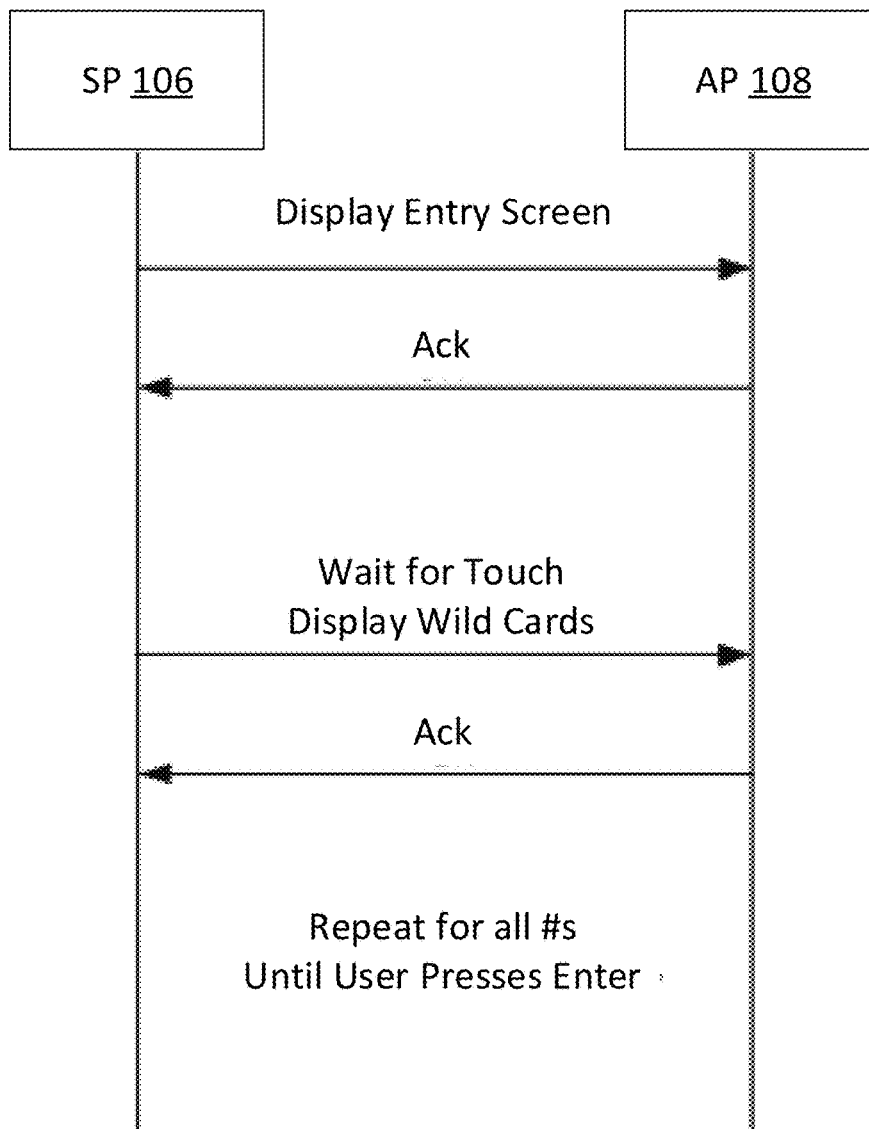 SP 106
AP 108
Display Entry Screen
Ack
Wait for Touch
Display Wild Cards
Ack
Repeat for all #s
Until User Presses Enter